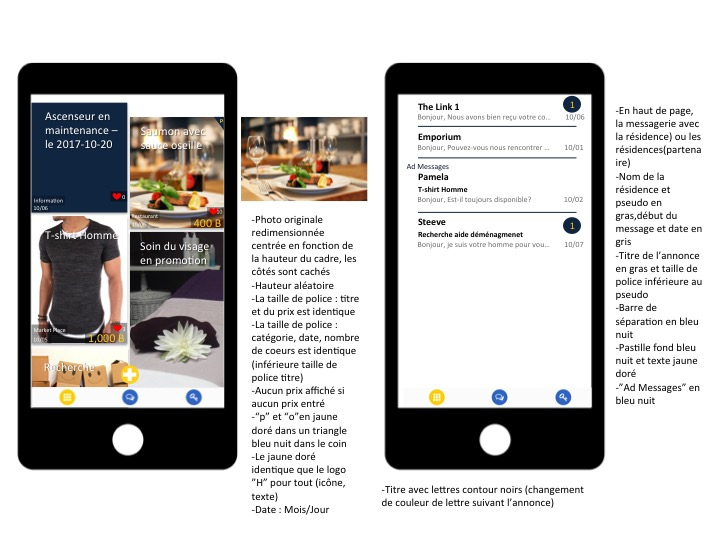 Ascenseur en
maintenance –
le 2017-10-20
Information
10/06
0
P
Saumon avec
sauce oseille
Restaurant
10
400 B
T-shirt Homme
Market Place
1,000 B
Soin du visage
en promotion
Recherche
-Photo originale
redimensionnée
centrée en fonction de
la hauteur du cadre, les
côtés sont cachés
-Hauteur aléatoire
-La taille de police : titre
et du prix est identique
-La taille de police :
catégorie, date, nombre
de coeurs est identique
(inférieure taille de
police titre)
-Aucun prix affiché si
aucun prix entré
-“p” et “o”en jaune
doré dans un triangle
bleu nuit dans le coin
-Le jaune doré
identique que le logo
”H” pour tout (icône,
texte)
-Date : Mois/Jour
The Link 1
1
Bonjour, Nous avons bien reçu votre co... 10/06
Emporium
Bonjour, Pouvez-vous nous rencontrer ... 10/01
Ad Messages
Pamela
T-shirt Homme
Bonjour, Est-il toujours disponible? 10/02
Steeve
1
Recherche aide déménagmenet
Bonjour, je suis votre homme pour vou... 10/07
-Titre avec lettres contour noirs (changement
de couleur de lettre suivant l’annonce)
-En haut de page,
la messagerie avec
la résidence) ou les
résidences(partena
ire)
-Nom de la
résidence et
pseudo en
gras,début du
message et date en
gris
-Titre de l’annonce
en gras et taille de
police inférieure au
pseudo
-Barre de
séparation en bleu
nuit
-Pastille fond bleu
nuit et texte jaune
doré
-”Ad Messages” en
bleu nuit